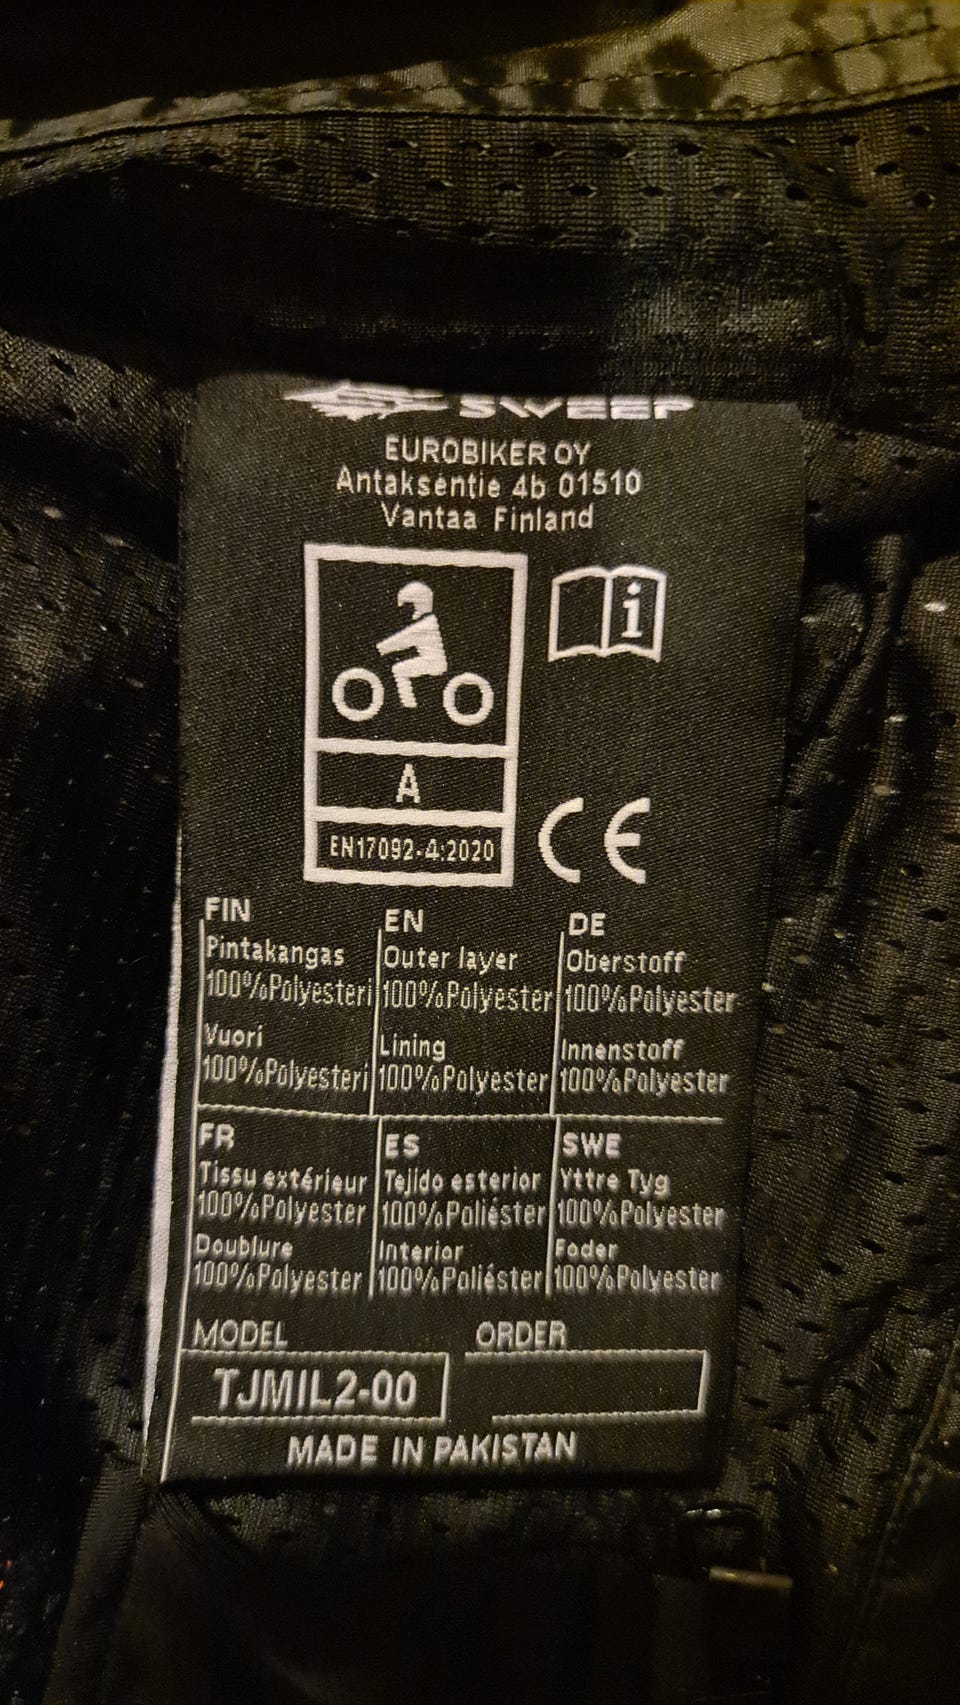 SWEEP
EUROBIKER OY
Antaksentie 4b 01510
Vantaa Finland
i
A
EN17092-4:2020
CE
FIN
Pintakangas
100%Polyesteri
Vuori
100%Polyesteri
EN
Outer layer
100%Polyester
Lining
100%Polyester
DE
Oberstoff
100%Polyester
Innenstoff
100%Polyester
FR
Tissu extérieur
100%Polyester
Doublure
100%Polyester
ES
Tejido esterior
100%Poliéster
Interior
100%Poliéster
SWE
Yttre Tyg
100%Polyester
Foder
100%Polyester
MODEL
TJMIL2-00
ORDER
MADE IN PAKISTAN